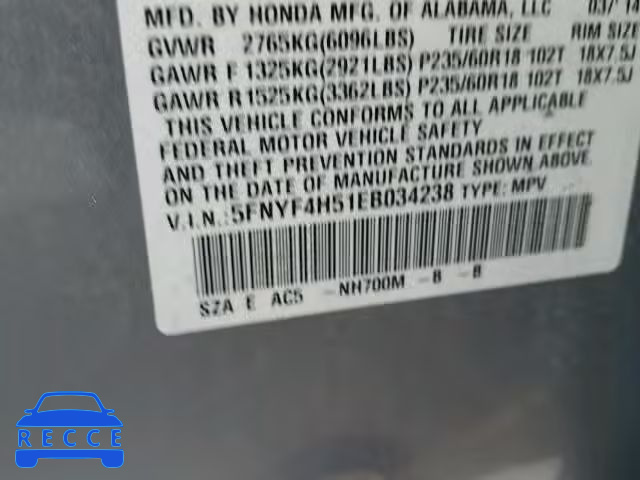 MFD. BY HONDA MFG. OF ALABAMA, LLC 03/14
GVWR 2765KG(6096LBS) TIRE SIZE RIM SIZE
GAWR F 1325KG(2921LBS) P235/60R18 102T 18X7.5J
GAWR R 1525KG(3362LBS) P235/60R18 102T 18X7.5J
THIS VEHICLE CONFORMS TO ALL APPLICABLE
FEDERAL MOTOR VEHICLE SAFETY
AND THEFT PREVENTION STANDARDS IN EFFECT
ON THE DATE OF MANUFACTURE SHOWN ABOVE.
V.I.N.:5FNYF4H51EB034238 TYPE: MPV
SZA E AC5 -NH700M -B -B
RECCE